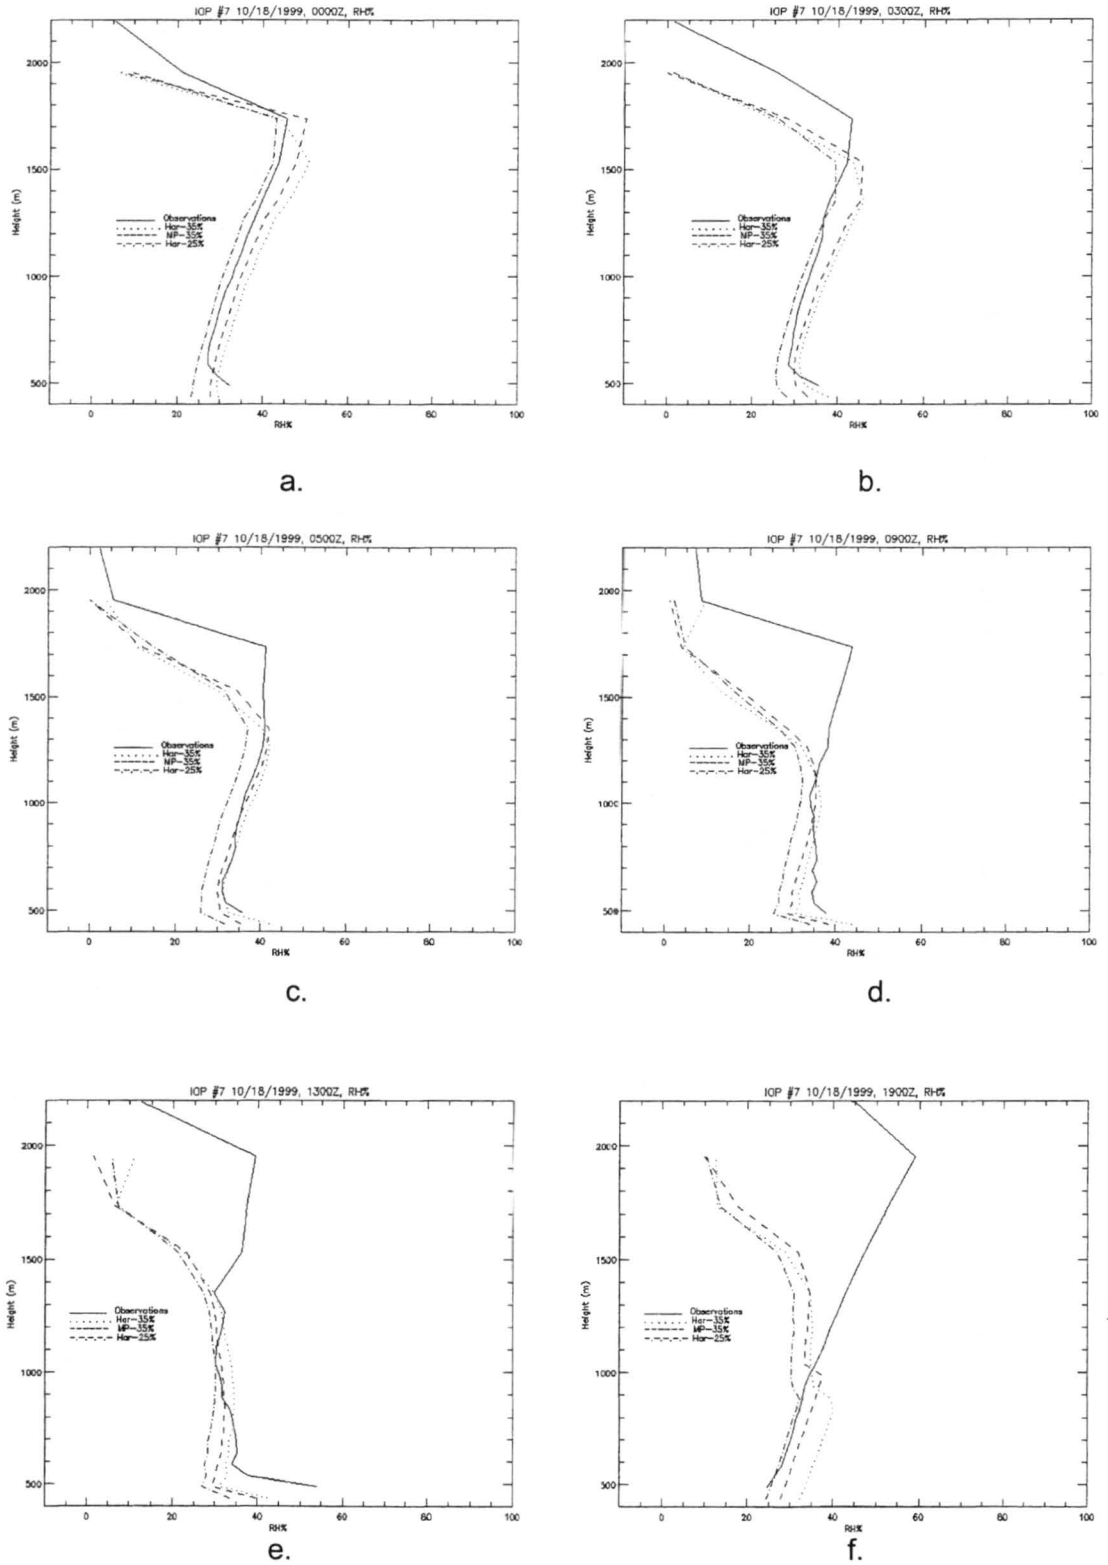 IOP #7 10/18/1999, 0000Z, RH%
2000
1500
1000
500
Height (m)
Observations
Har-35%
MP-35%
Har-25%
0 20 40 60 80 100
RH%
a.
IOP #7 10/18/1999, 0300Z, RH%
2000
1500
1000
500
Height (m)
Observations
Har-35%
MP-35%
Har-25%
0 20 40 60 80 100
RH%
b.
IOP #7 10/18/1999, 0500Z, RH%
2000
1500
1000
500
Height (m)
Observations
Har-35%
MP-35%
Har-25%
0 20 40 60 80 100
RH%
c.
IOP #7 10/18/1999, 0900Z, RH%
2000
1500
1000
500
Height (m)
Observations
Har-35%
MP-35%
Har-25%
0 20 40 60 80 100
RH%
d.
IOP #7 10/18/1999, 1300Z, RH%
2000
1500
1000
500
Height (m)
Observations
Har-35%
MP-35%
Har-25%
0 20 40 60 80 100
RH%
e.
IOP #7 10/18/1999, 1900Z, RH%
2000
1500
1000
500
Height (m)
Observations
Har-35%
MP-35%
Har-25%
0 20 40 60 80 100
RH%
f.